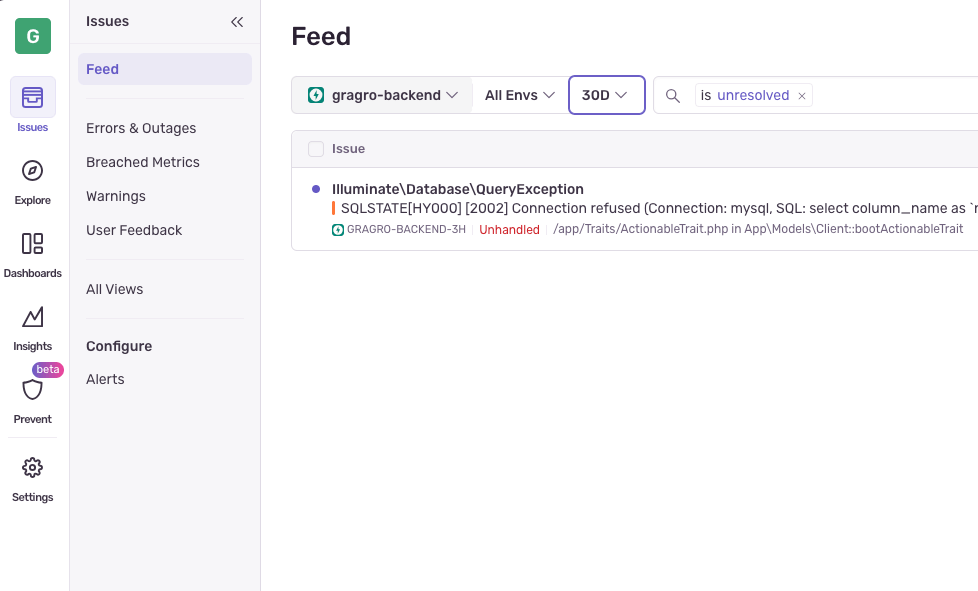 G
Issues
Explore
Dashboards
Insights
beta
Prevent
Settings
Issues
Feed
Errors & Outages
Breached Metrics
Warnings
User Feedback
All Views
Configure
Alerts
Feed
gragro-backend All Envs 30D is unresolved ×
Issue
Illuminate\Database\QueryException
SQLSTATE[HY000] [2002] Connection refused (Connection: mysql, SQL: select column_name as `
GRAGRO-BACKEND-3H Unhandled /app/Traits/ActionableTrait.php in App\Models\Client::bootActionableTrait